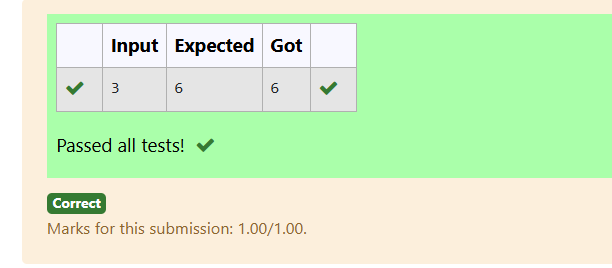 Input Expected Got
3 6 6
Passed all tests!
Correct
Marks for this submission: 1.00/1.00.